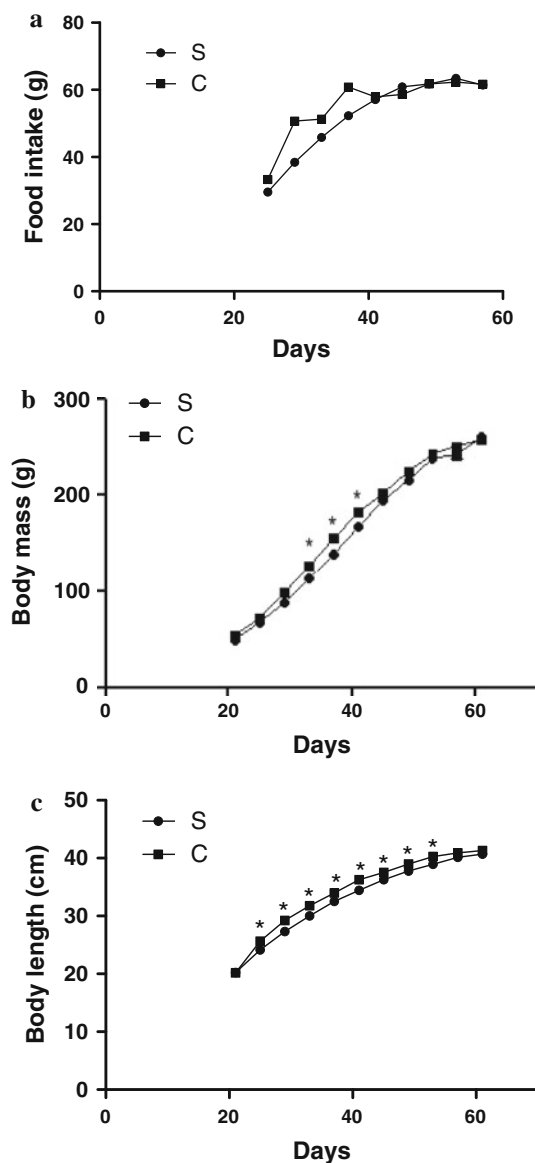 a
80
S
C
60
40
20
0
Food intake (g)
0 20 40 60
Days
b
300
S
C
200
* * *
100
0
Body mass (g)
0 20 40 60
Days
c
50
S
C
40
* * * * * * * *
30
20
10
0
Body length (cm)
0 20 40 60
Days